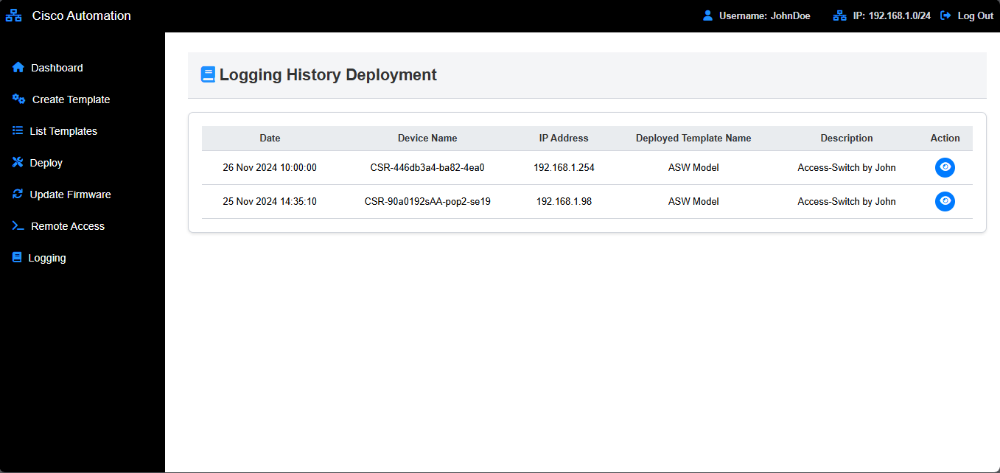 Cisco Automation
Username: JohnDoe
IP: 192.168.1.0/24
Log Out
Dashboard
Create Template
List Templates
Deploy
Update Firmware
Remote Access
Logging
Logging History Deployment
Date Device Name IP Address Deployed Template Name Description Action
26 Nov 2024 10:00:00 CSR-446db3a4-ba82-4ea0 192.168.1.254 ASW Model Access-Switch by John
25 Nov 2024 14:35:10 CSR-90a0192sAA-pop2-se19 192.168.1.98 ASW Model Access-Switch by John